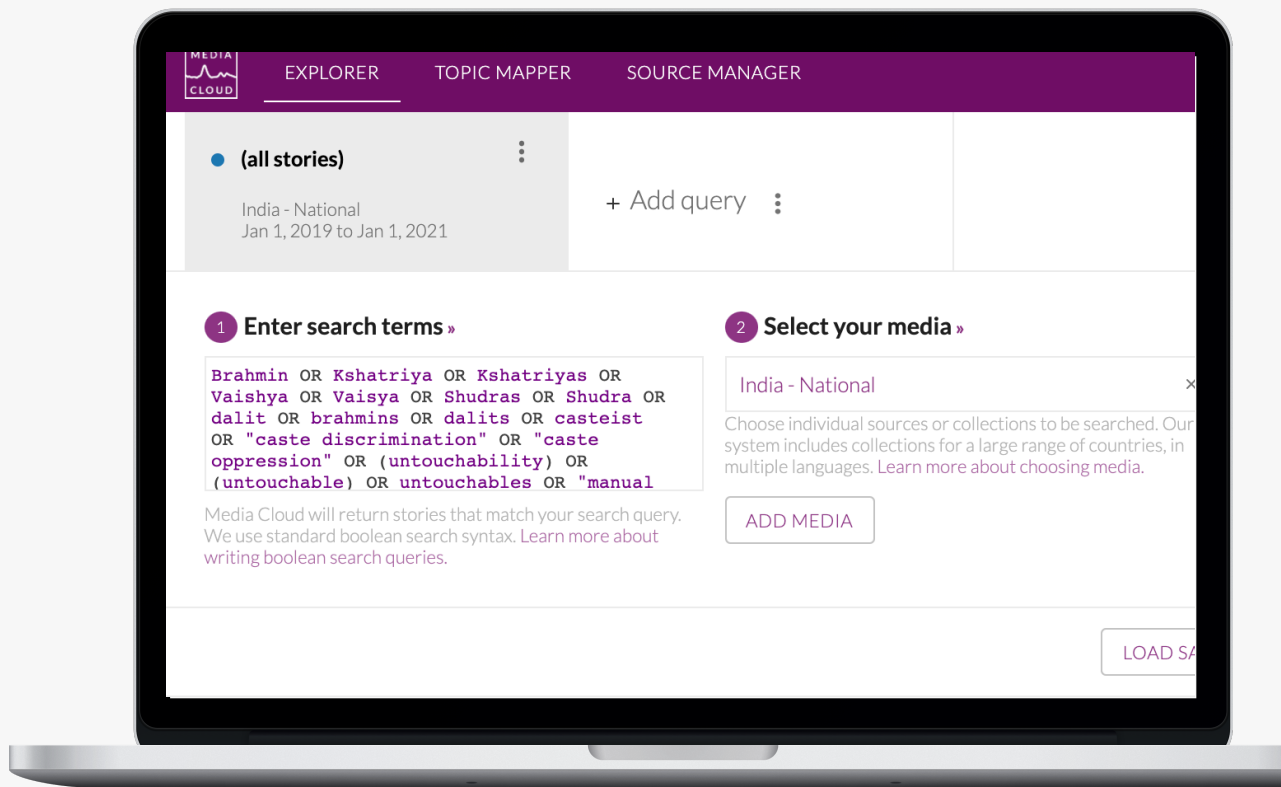 MEDIA
CLOUD
EXPLORER TOPIC MAPPER SOURCE MANAGER
(all stories)
India - National
Jan 1, 2019 to Jan 1, 2021
+ Add query
1 Enter search terms »
Brahmin OR Kshatriya OR Kshatriyas OR
Vaishya OR Vaisya OR Shudras OR Shudra OR
dalit OR brahmins OR dalits OR casteist
OR "caste discrimination" OR "caste
oppression" OR (untouchability) OR
(untouchable) OR untouchables OR "manual
Media Cloud will return stories that match your search query.
We use standard boolean search syntax. Learn more about
writing boolean search queries.
2 Select your media »
India - National ×
Choose individual sources or collections to be searched. Our
system includes collections for a large range of countries, in
multiple languages. Learn more about choosing media.
ADD MEDIA
LOAD SA